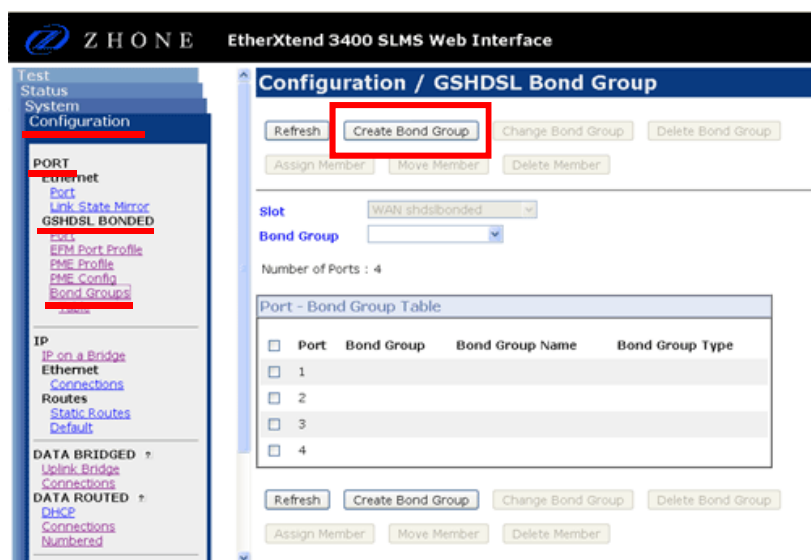 ZHONE EtherXtend 3400 SLMS Web Interface
Test
Status
System
Configuration
PORT
Ethernet
Port
Link State Mirror
GSHDSL BONDED
Port
EFM Port Profile
PME Profile
PME Config
Bond Groups
Table
IP
IP on a Bridge
Ethernet
Connections
Routes
Static Routes
Default
DATA BRIDGED ?
Uplink Bridge
Connections
DATA ROUTED ?
DHCP
Connections
Numbered
Configuration / GSHDSL Bond Group
Refresh Create Bond Group Change Bond Group Delete Bond Group
Assign Member Move Member Delete Member
Slot WAN shdslbonded
Bond Group
Number of Ports : 4
Port - Bond Group Table
Port Bond Group Bond Group Name Bond Group Type
1
2
3
4
Refresh Create Bond Group Change Bond Group Delete Bond Group
Assign Member Move Member Delete Member